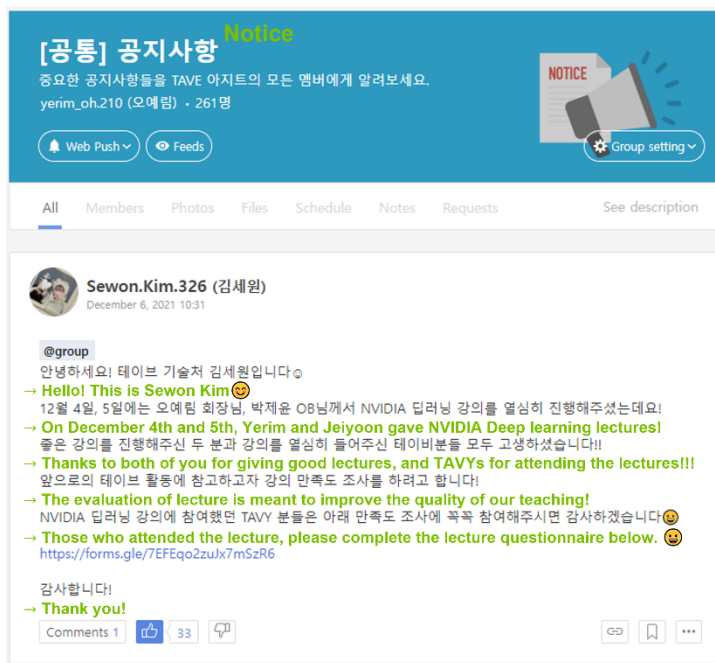 [공통] 공지사항 Notice
중요한 공지사항들을 TAVE 아지트의 모든 멤버에게 알려보세요.
yerim_oh.210 (오예림) • 261명
NOTICE
Web Push Feeds Group setting
All Members Photos Files Schedule Notes Requests See description
Sewon.Kim.326 (김세원)
December 6, 2021 10:31
@group
안녕하세요! 테이브 기술처 김세원입니다☺
→ Hello! This is Sewon Kim😊
12월 4일, 5일에는 오예림 회장님, 박제윤 OB님께서 NVIDIA 딥러닝 강의를 열심히 진행해주셨는데요!
→ On December 4th and 5th, Yerim and Jeiyoon gave NVIDIA Deep learning lectures!
좋은 강의를 진행해주신 두 분과 강의를 열심히 들어주신 테이비분들 모두 고생하셨습니다!!
→ Thanks to both of you for giving good lectures, and TAVYs for attending the lectures!!!
앞으로의 테이브 활동에 참고하고자 강의 만족도 조사를 하려고 합니다!
→ The evaluation of lecture is meant to improve the quality of our teaching!
NVIDIA 딥러닝 강의에 참여했던 TAVY 분들은 아래 만족도 조사에 꼭꼭 참여해주시면 감사하겠습니다😀
→ Those who attended the lecture, please complete the lecture questionnaire below. 😀
https://forms.gle/7EFEqo2zuJx7mSzR6
감사합니다!
→ Thank you!
Comments 1 33